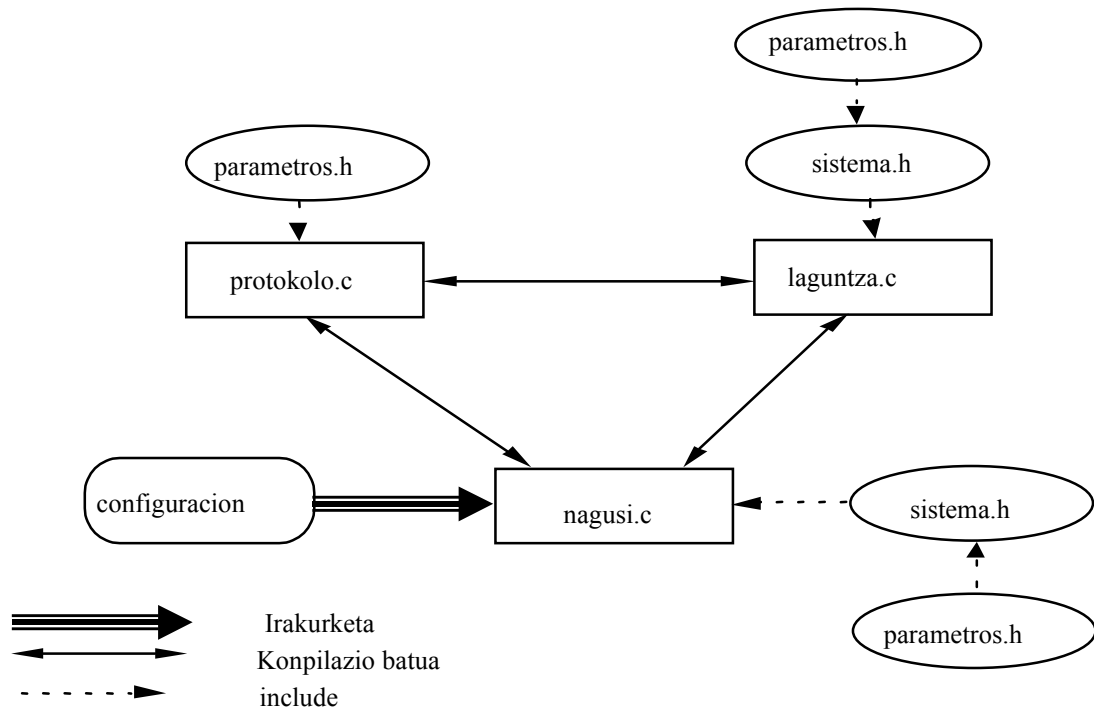 parametros.h
parametros.h
sistema.h
protokolo.c
laguntza.c
configuracion
nagusi.c
sistema.h
Irakurketa
parametros.h
Konpilazio batua
include